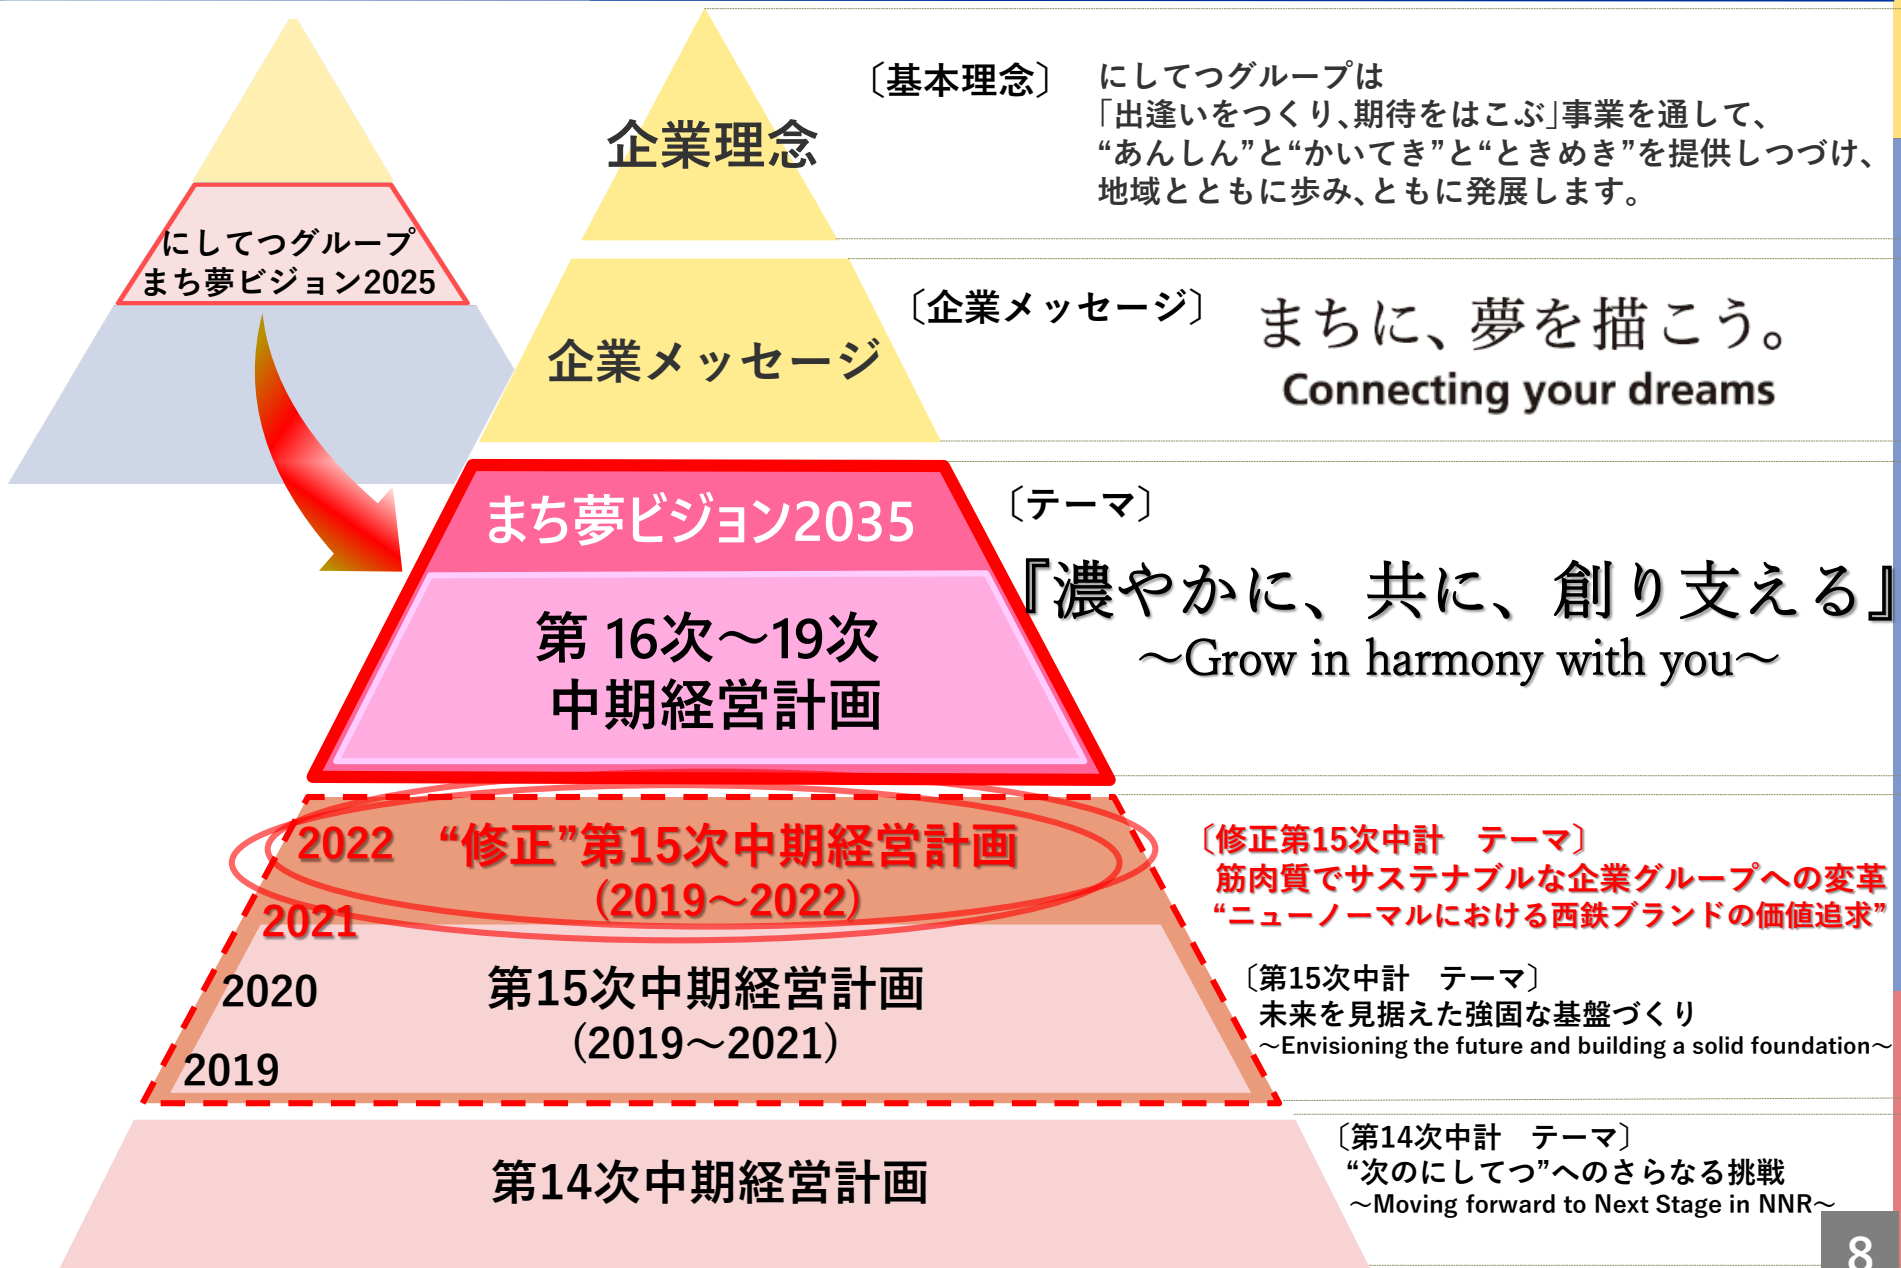 にしてつグループ
まち夢ビジョン2025
企業理念
〔基本理念〕
にしてつグループは
「出逢いをつくり、期待をはこぶ」事業を通して、
“あんしん”と“かいてき”と“ときめき”を提供しつづけ、
地域とともに歩み、ともに発展します。
企業メッセージ
〔企業メッセージ〕
まちに、夢を描こう。
Connecting your dreams
まち夢ビジョン2035
第 16次～19次
中期経営計画
〔テーマ〕
『濃やかに、共に、創り支える』
～Grow in harmony with you～
2022 “修正”第15次中期経営計画
(2019～2022)
2021
〔修正第15次中計　テーマ〕
筋肉質でサステナブルな企業グループへの変革
“ニューノーマルにおける西鉄ブランドの価値追求”
2020
第15次中期経営計画
(2019～2021)
2019
〔第15次中計　テーマ〕
未来を見据えた強固な基盤づくり
～Envisioning the future and building a solid foundation～
第14次中期経営計画
〔第14次中計　テーマ〕
“次のにしてつ”へのさらなる挑戦
～Moving forward to Next Stage in NNR～
8